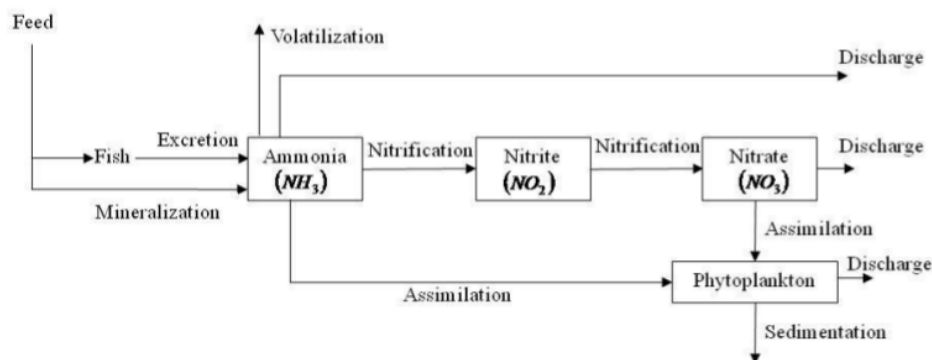 Feed
Volatilization
Discharge
Fish
Excretion
Ammonia
(NH₃)
Nitrification
Nitrite
(NO₂)
Nitrification
Nitrate
(NO₃)
Discharge
Mineralization
Assimilation
Assimilation
Phytoplankton
Discharge
Sedimentation